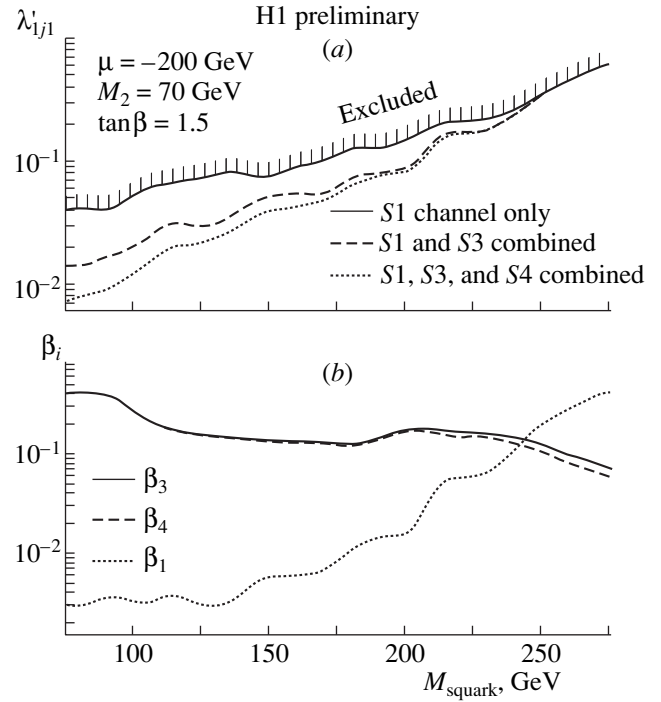 H1 preliminary
λ′1j1
(a)
μ = –200 GeV
M2 = 70 GeV
tanβ = 1.5
Excluded
10–1
S1 channel only
S1 and S3 combined
S1, S3, and S4 combined
10–2
βi
(b)
10–1
β3
β4
β1
10–2
100 150 200 250
Msquark, GeV